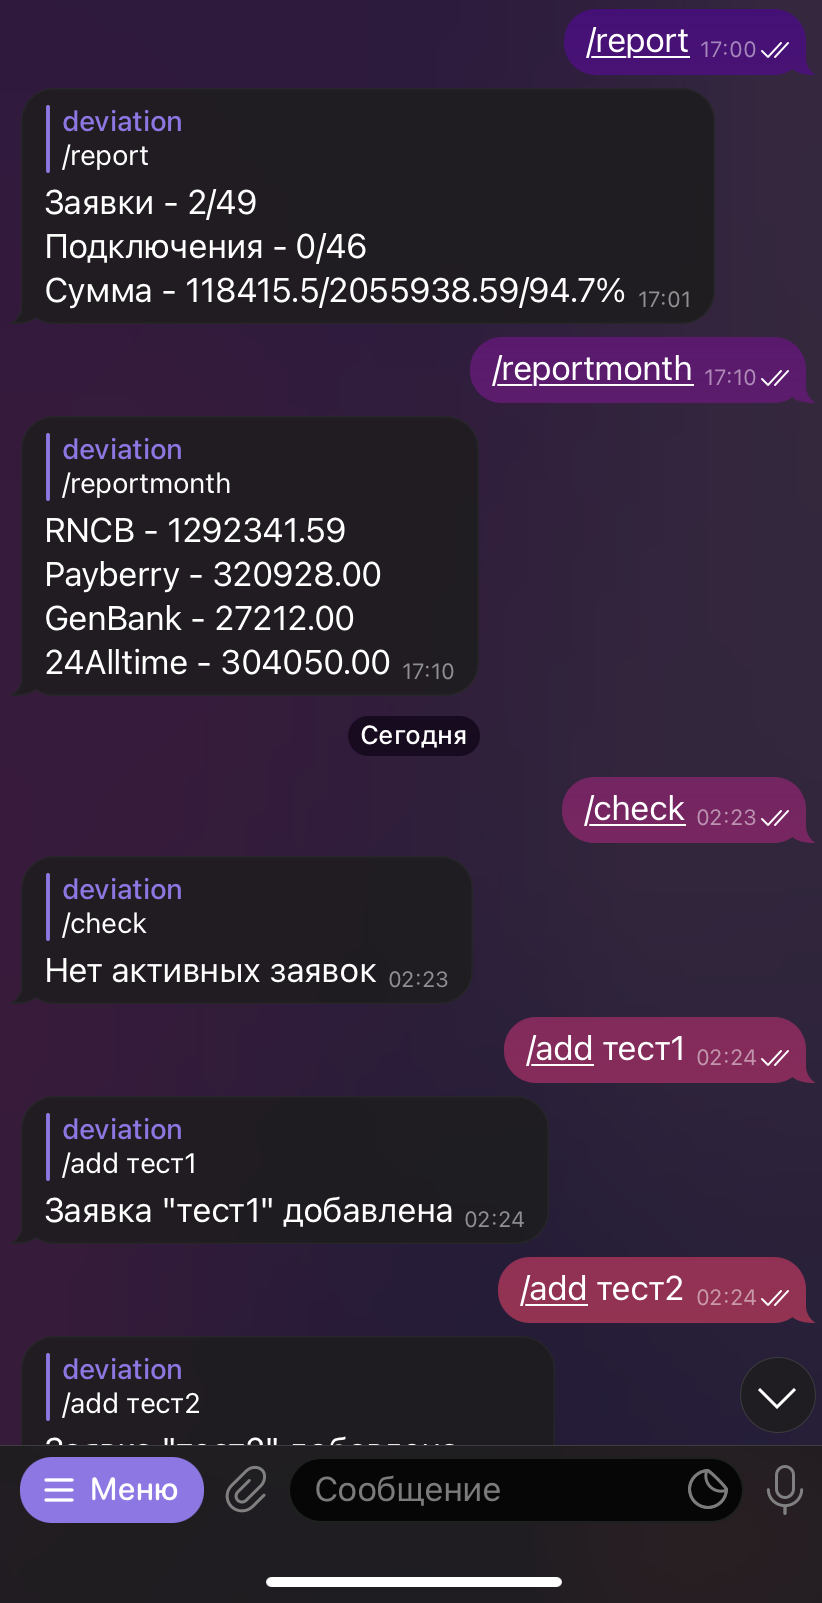 /report 17:00
deviation
/report
Заявки - 2/49
Подключения - 0/46
Сумма - 118415.5/2055938.59/94.7% 17:01
/reportmonth 17:10
deviation
/reportmonth
RNCB - 1292341.59
Payberry - 320928.00
GenBank - 27212.00
24Alltime - 304050.00 17:10
Сегодня
/check 02:23
deviation
/check
Нет активных заявок 02:23
/add тест1 02:24
deviation
/add тест1
Заявка "тест1" добавлена 02:24
/add тест2 02:24
deviation
/add тест2
Заявка "тест2" добавлена
Меню
Сообщение